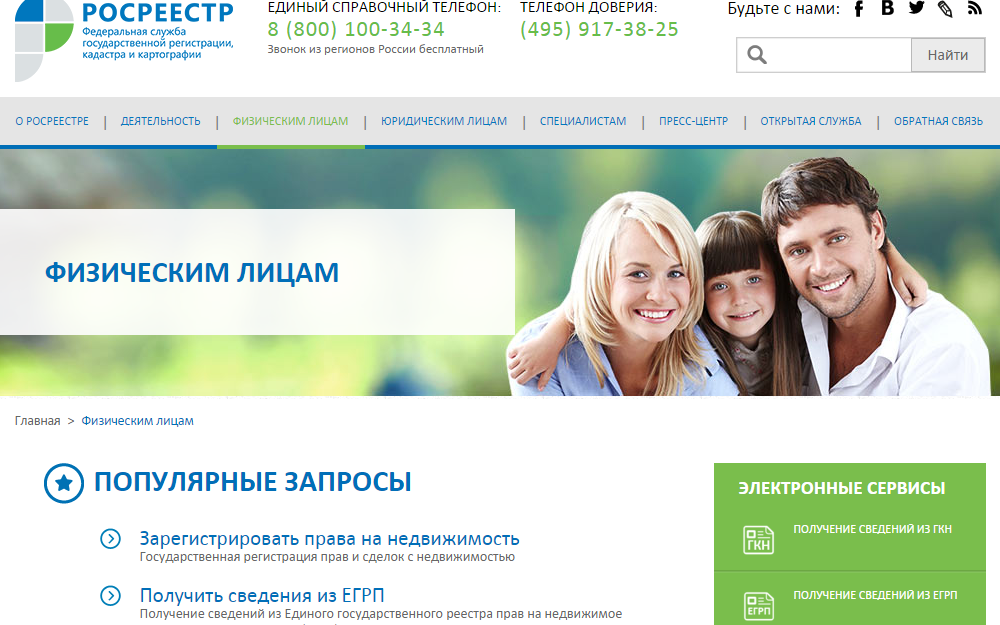 РОСРЕЕСТР
Федеральная служба
государственной регистрации,
кадастра и картографии
ЕДИНЫЙ СПРАВОЧНЫЙ ТЕЛЕФОН:
8 (800) 100-34-34
Звонок из регионов России бесплатный
ТЕЛЕФОН ДОВЕРИЯ:
(495) 917-38-25
Будьте с нами:
Найти
О РОСРЕЕСТРЕ | ДЕЯТЕЛЬНОСТЬ | ФИЗИЧЕСКИМ ЛИЦАМ | ЮРИДИЧЕСКИМ ЛИЦАМ | СПЕЦИАЛИСТАМ | ПРЕСС-ЦЕНТР | ОТКРЫТАЯ СЛУЖБА | ОБРАТНАЯ СВЯЗЬ
ФИЗИЧЕСКИМ ЛИЦАМ
Главная > Физическим лицам
ПОПУЛЯРНЫЕ ЗАПРОСЫ
Зарегистрировать права на недвижимость
Государственная регистрация прав и сделок с недвижимостью
Получить сведения из ЕГРП
Получение сведений из Единого государственного реестра прав на недвижимое
ЭЛЕКТРОННЫЕ СЕРВИСЫ
ГКН
ПОЛУЧЕНИЕ СВЕДЕНИЙ ИЗ ГКН
ЕГРП
ПОЛУЧЕНИЕ СВЕДЕНИЙ ИЗ ЕГРП